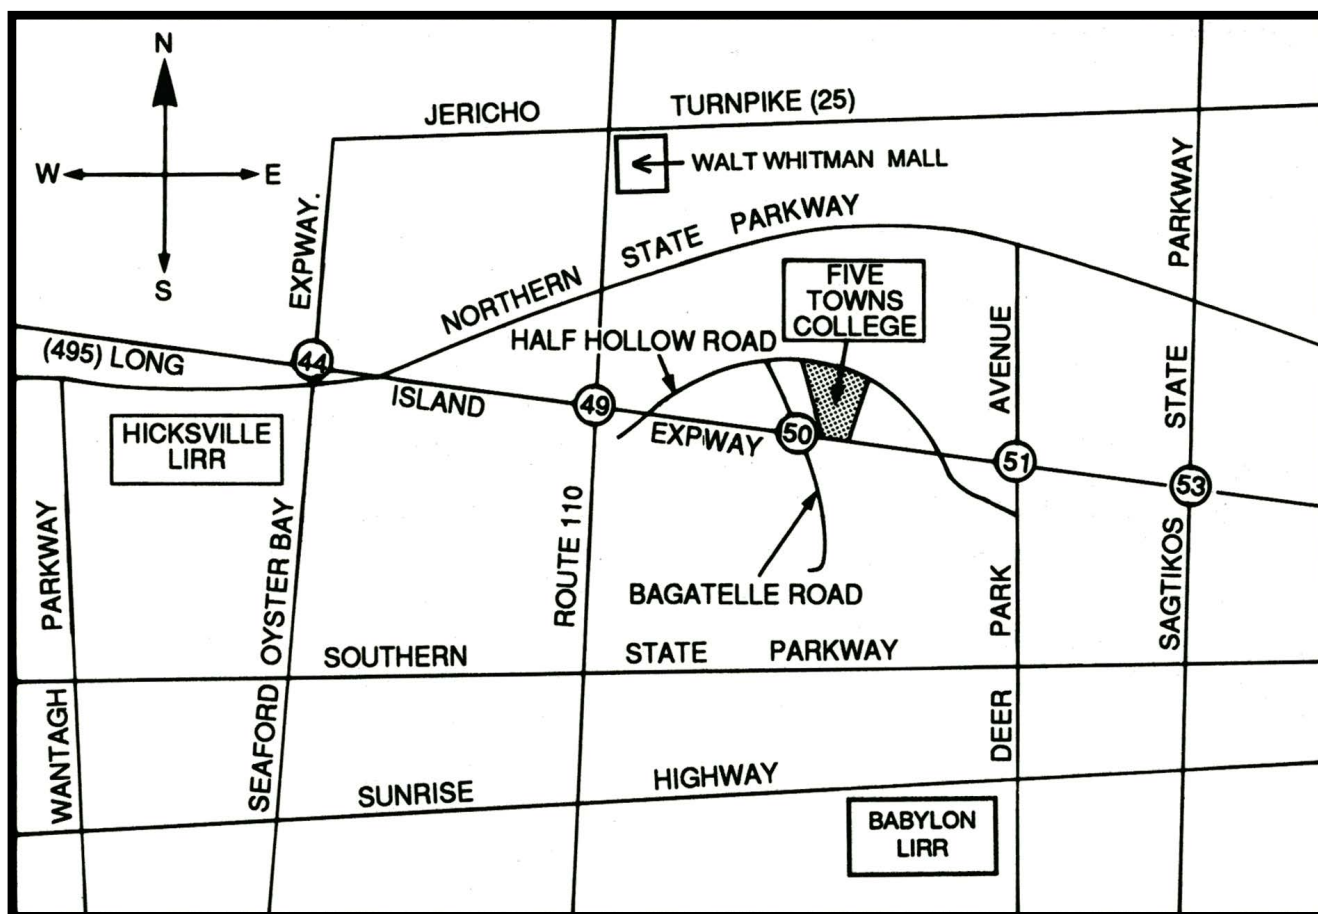 N
W E
S
JERICHO TURNPIKE (25)
WALT WHITMAN MALL
NORTHERN STATE PARKWAY
FIVE
TOWNS
COLLEGE
HALF HOLLOW ROAD
(495) LONG ISLAND EXPWAY
44
49
50
51
53
HICKSVILLE
LIRR
WANTAGH PARKWAY
SEAFORD OYSTER BAY EXPWAY.
ROUTE 110
BAGATELLE ROAD
DEER PARK AVENUE
SAGTIKOS STATE PARKWAY
SOUTHERN STATE PARKWAY
SUNRISE HIGHWAY
BABYLON
LIRR